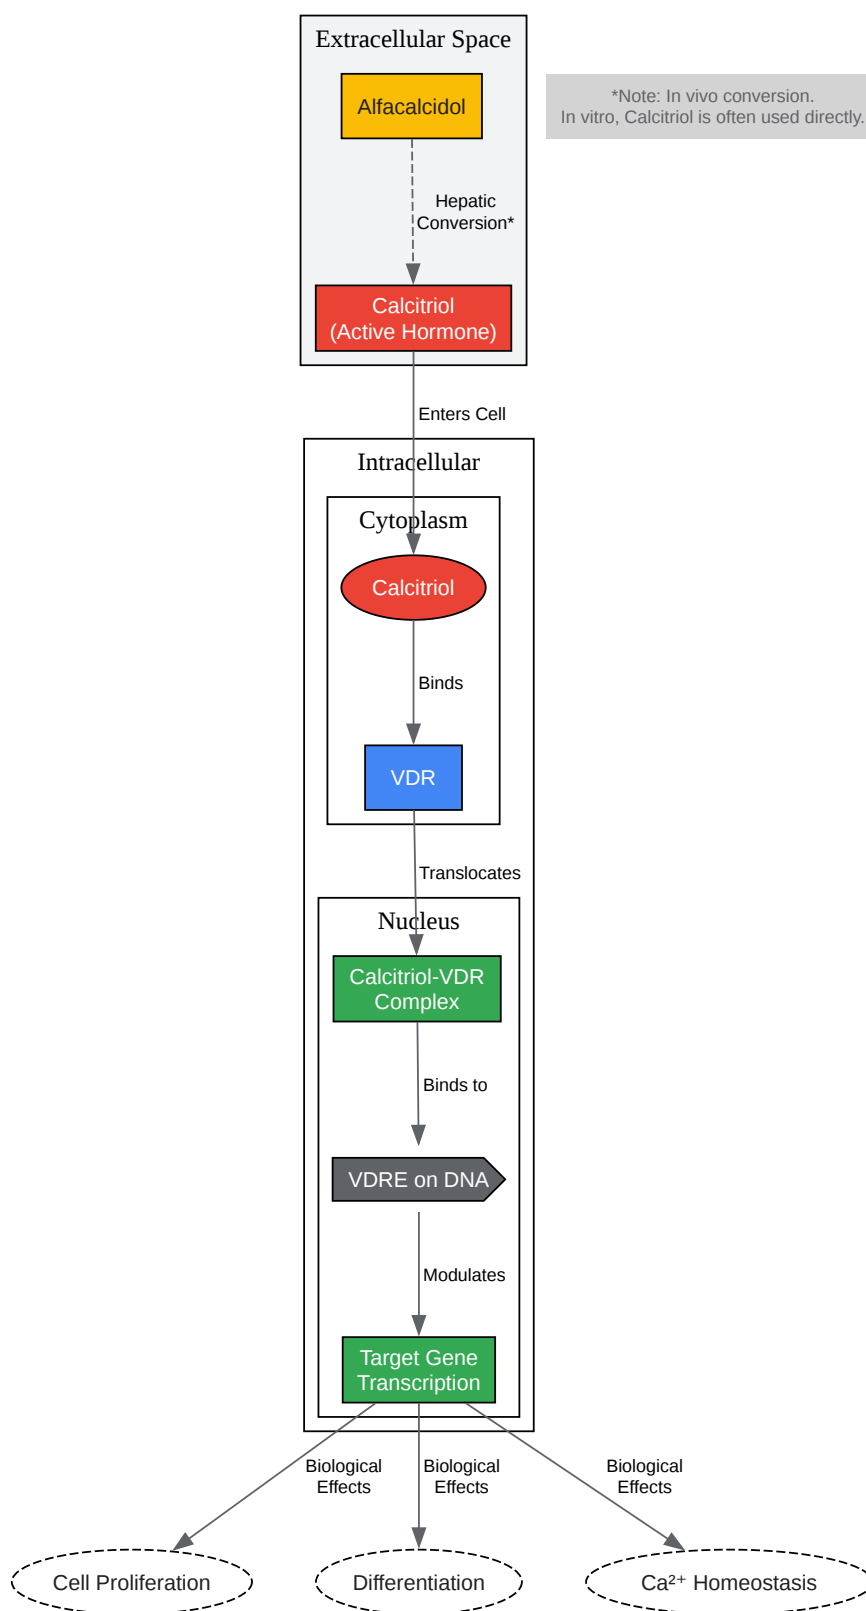 Extracellular Space
Alfacalcidol
*Note: In vivo conversion.
In vitro, Calcitriol is often used directly.
Hepatic
Conversion*
Calcitriol
(Active Hormone)
Enters Cell
Intracellular
Cytoplasm
Calcitriol
Binds
VDR
Translocates
Nucleus
Calcitriol-VDR
Complex
Binds to
VDRE on DNA
Modulates
Target Gene
Transcription
Biological
Effects
Biological
Effects
Biological
Effects
Cell Proliferation
Differentiation
Ca²⁺ Homeostasis